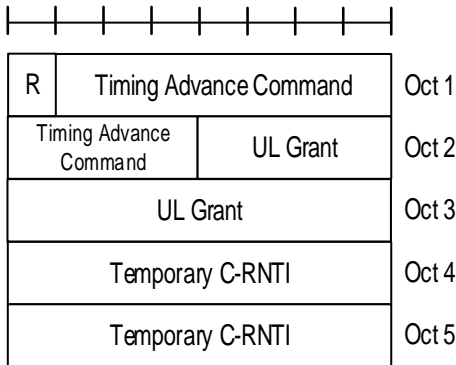 R Timing Advance Command Oct 1
Timing Advance
Command UL Grant Oct 2
UL Grant Oct 3
Temporary C-RNTI Oct 4
Temporary C-RNTI Oct 5